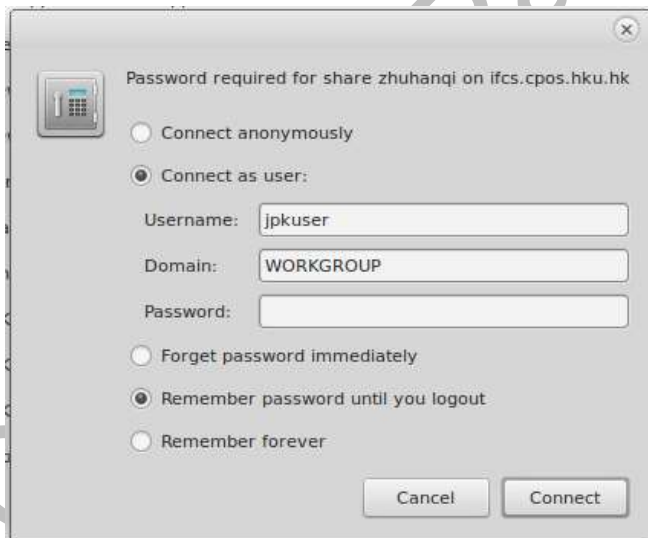 Password required for share zhuhanqi on ifcs.cpos.hku.hk
Connect anonymously
Connect as user:
Username: jpkuser
Domain: WORKGROUP
Password:
Forget password immediately
Remember password until you logout
Remember forever
Cancel Connect